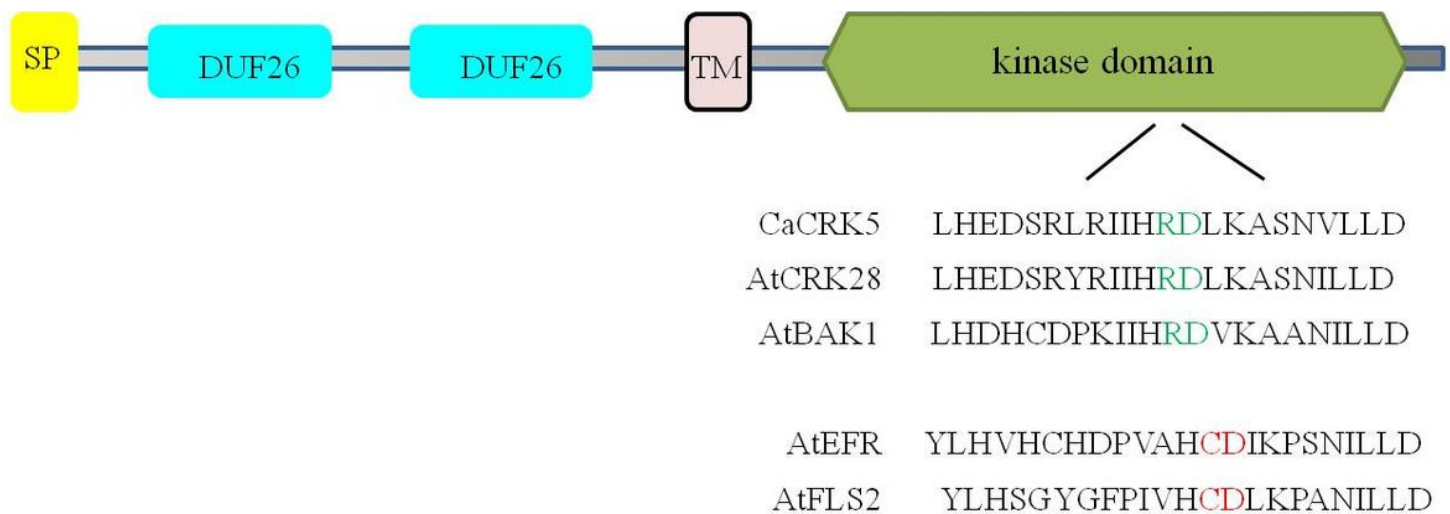 SP DUF26 DUF26 TM kinase domain
CaCRK5 LHEDSRLRIIHRDLKASNVLLD
AtCRK28 LHEDSRYRIIHRDLKASNILLD
AtBAK1 LHDHCDPKIIHRDVKAANILLD
AtEFR YLHVHCHDPVAHCDIKPSNILLD
AtFLS2 YLHSGYGFPIVHCDLKPANILLD